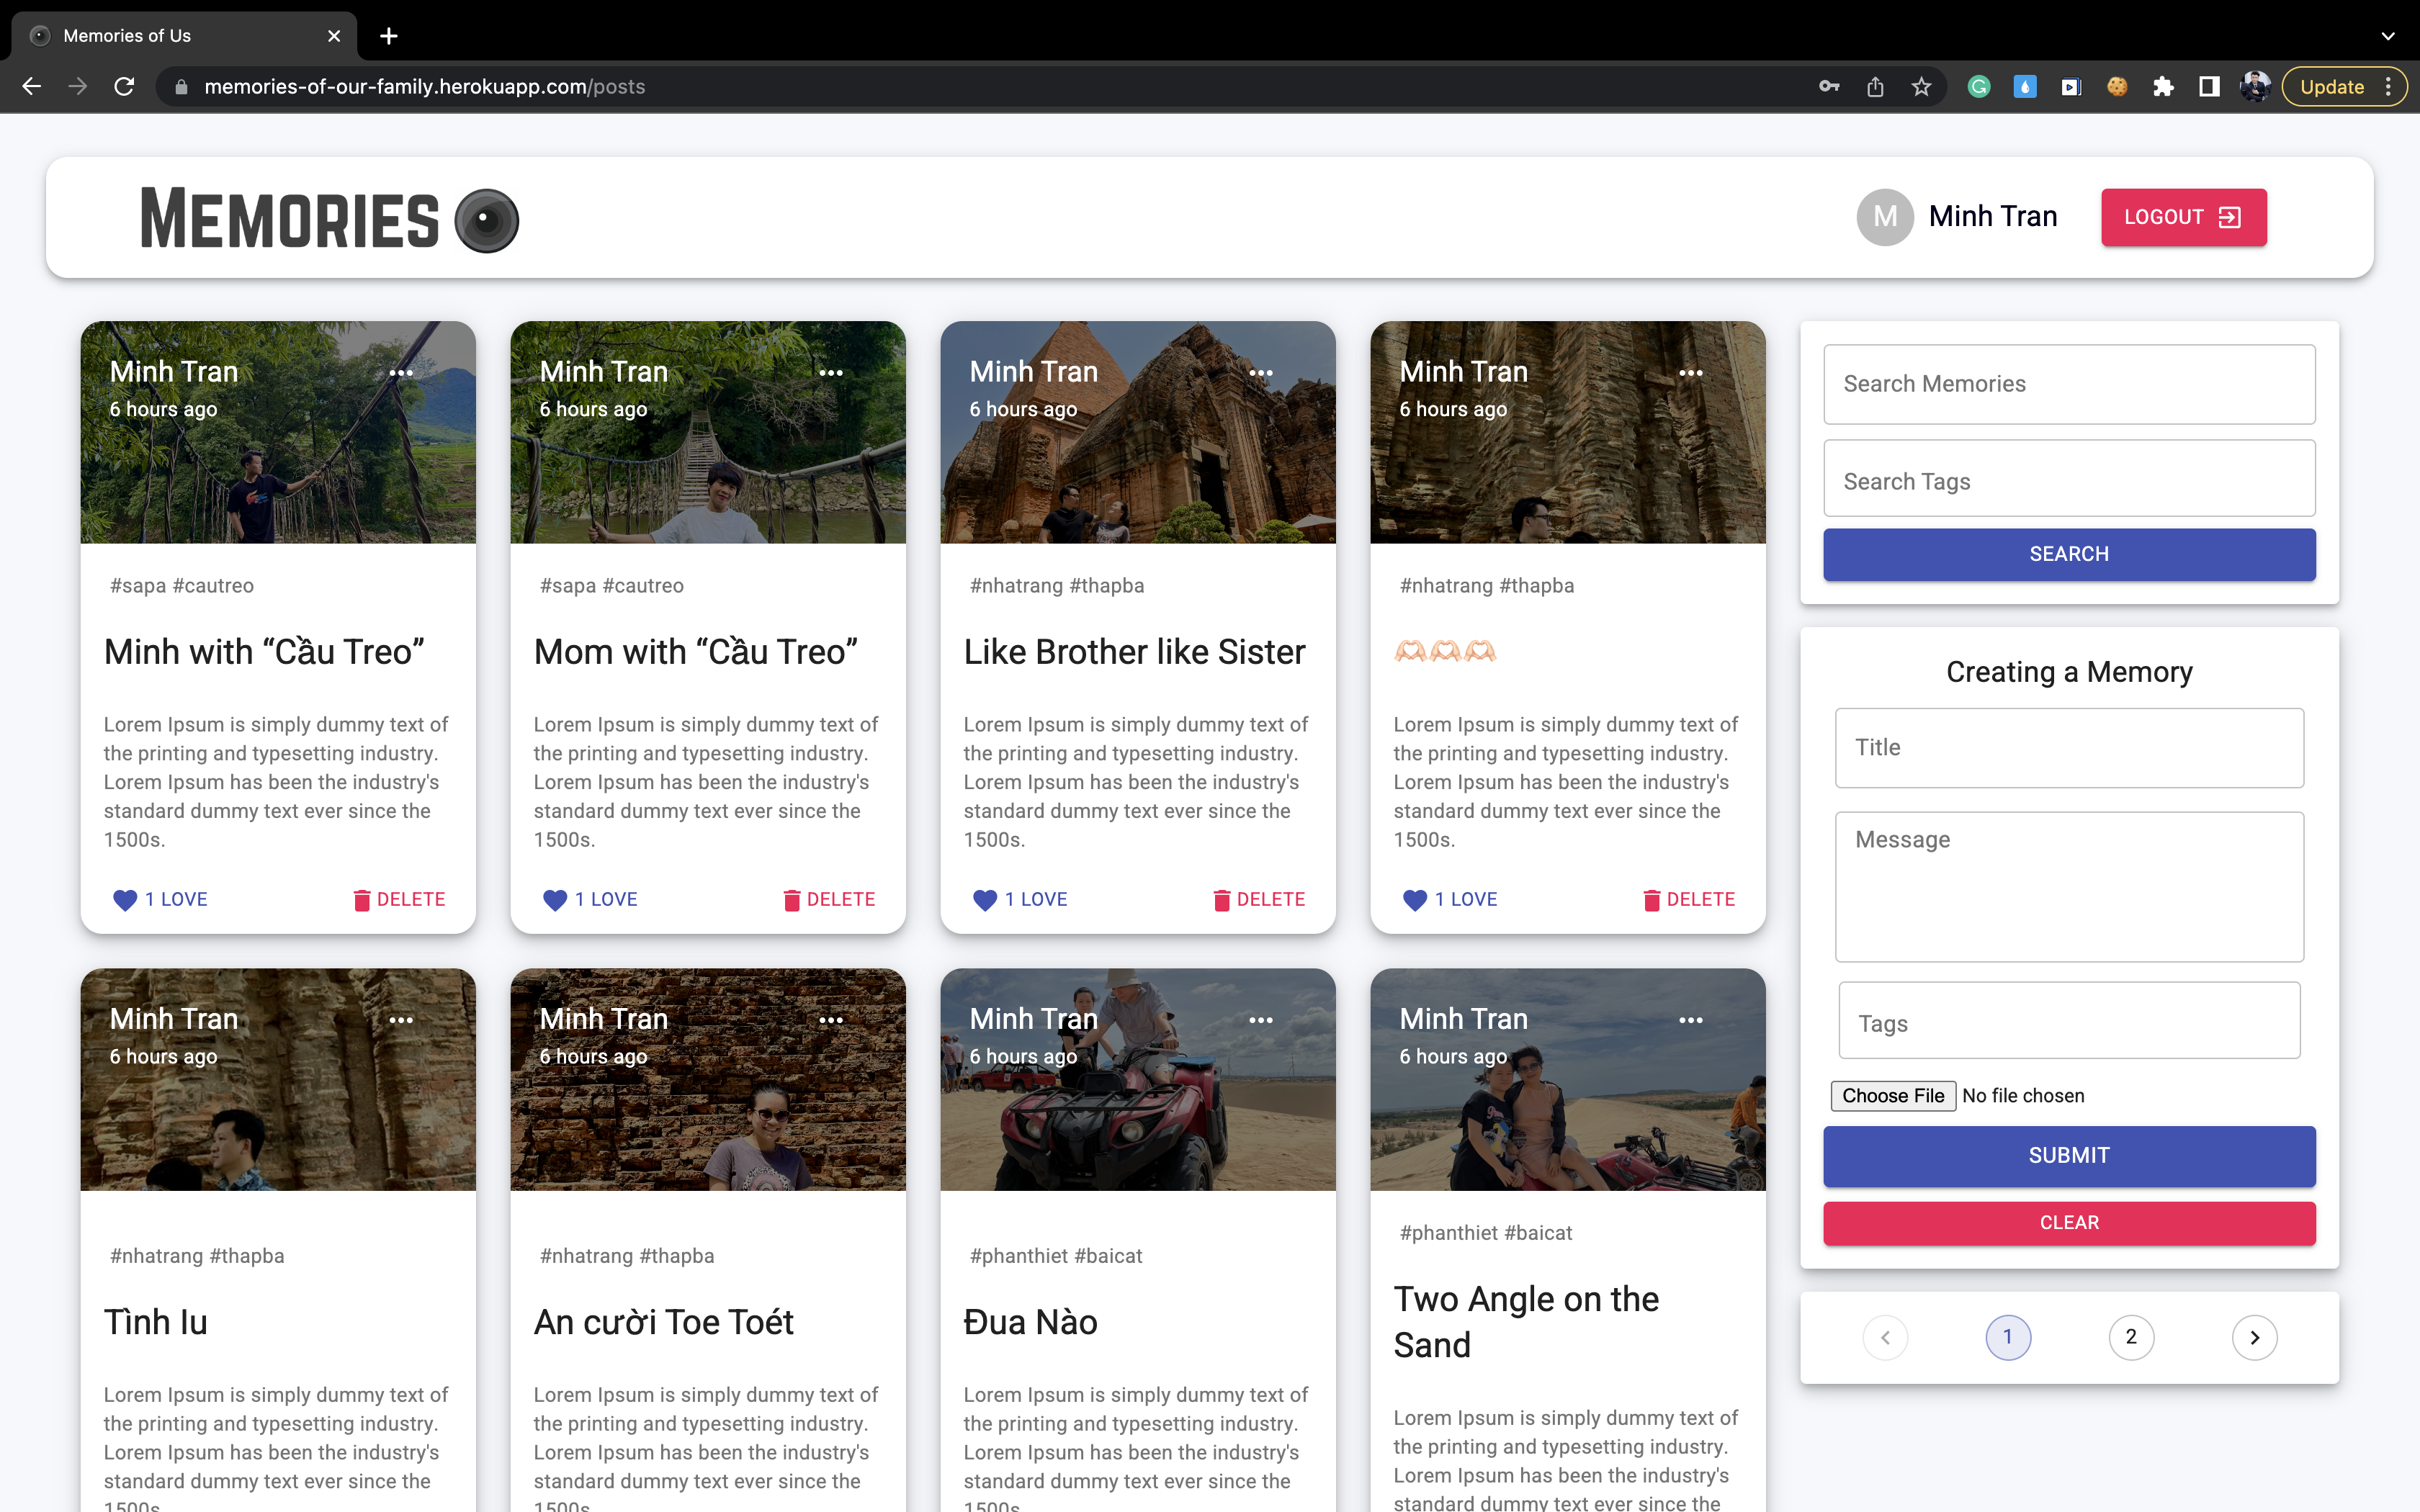 Memories of Us
memories-of-our-family.herokuapp.com/posts
Update
MEMORIES
M
Minh Tran
LOGOUT
Minh Tran
6 hours ago
#sapa #cautreo
Minh with “Cầu Treo”
Lorem Ipsum is simply dummy text of
the printing and typesetting industry.
Lorem Ipsum has been the industry's
standard dummy text ever since the
1500s.
1 LOVE
DELETE
Minh Tran
6 hours ago
#sapa #cautreo
Mom with “Cầu Treo”
Lorem Ipsum is simply dummy text of
the printing and typesetting industry.
Lorem Ipsum has been the industry's
standard dummy text ever since the
1500s.
1 LOVE
DELETE
Minh Tran
6 hours ago
#nhatrang #thapba
Like Brother like Sister
Lorem Ipsum is simply dummy text of
the printing and typesetting industry.
Lorem Ipsum has been the industry's
standard dummy text ever since the
1500s.
1 LOVE
DELETE
Minh Tran
6 hours ago
#nhatrang #thapba
🫶🏻🫶🏻🫶🏻
Lorem Ipsum is simply dummy text of
the printing and typesetting industry.
Lorem Ipsum has been the industry's
standard dummy text ever since the
1500s.
1 LOVE
DELETE
Minh Tran
6 hours ago
#nhatrang #thapba
Tình Iu
Lorem Ipsum is simply dummy text of
the printing and typesetting industry.
Lorem Ipsum has been the industry's
standard dummy text ever since the
1500s.
Minh Tran
6 hours ago
#nhatrang #thapba
An cười Toe Toét
Lorem Ipsum is simply dummy text of
the printing and typesetting industry.
Lorem Ipsum has been the industry's
standard dummy text ever since the
1500s.
Minh Tran
6 hours ago
#phanthiet #baicat
Đua Nào
Lorem Ipsum is simply dummy text of
the printing and typesetting industry.
Lorem Ipsum has been the industry's
standard dummy text ever since the
1500s.
Minh Tran
6 hours ago
#phanthiet #baicat
Two Angle on the
Sand
Lorem Ipsum is simply dummy text of
the printing and typesetting industry.
Lorem Ipsum has been the industry's
standard dummy text ever since the
Search Memories
Search Tags
SEARCH
Creating a Memory
Title
Message
Tags
Choose File No file chosen
SUBMIT
CLEAR
1 2